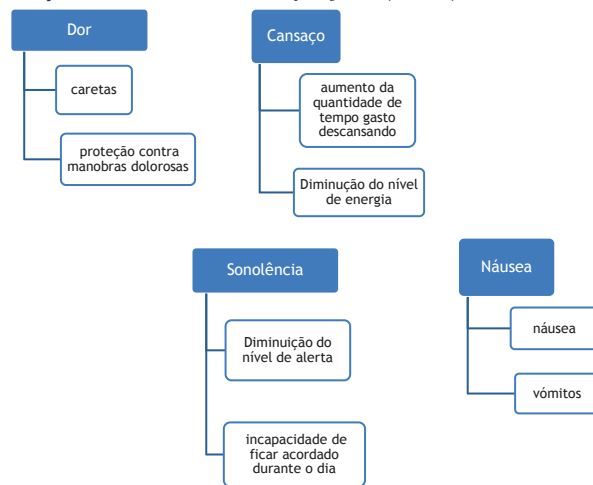 Dor
caretas
proteção contra
manobras dolorosas
Cansaço
aumento da
quantidade de
tempo gasto
descansando
Diminução do nível
de energia
Sonolência
Diminuição do
nível de alerta
incapacidade de
ficar acordado
durante o dia
Náusea
náusea
vómitos